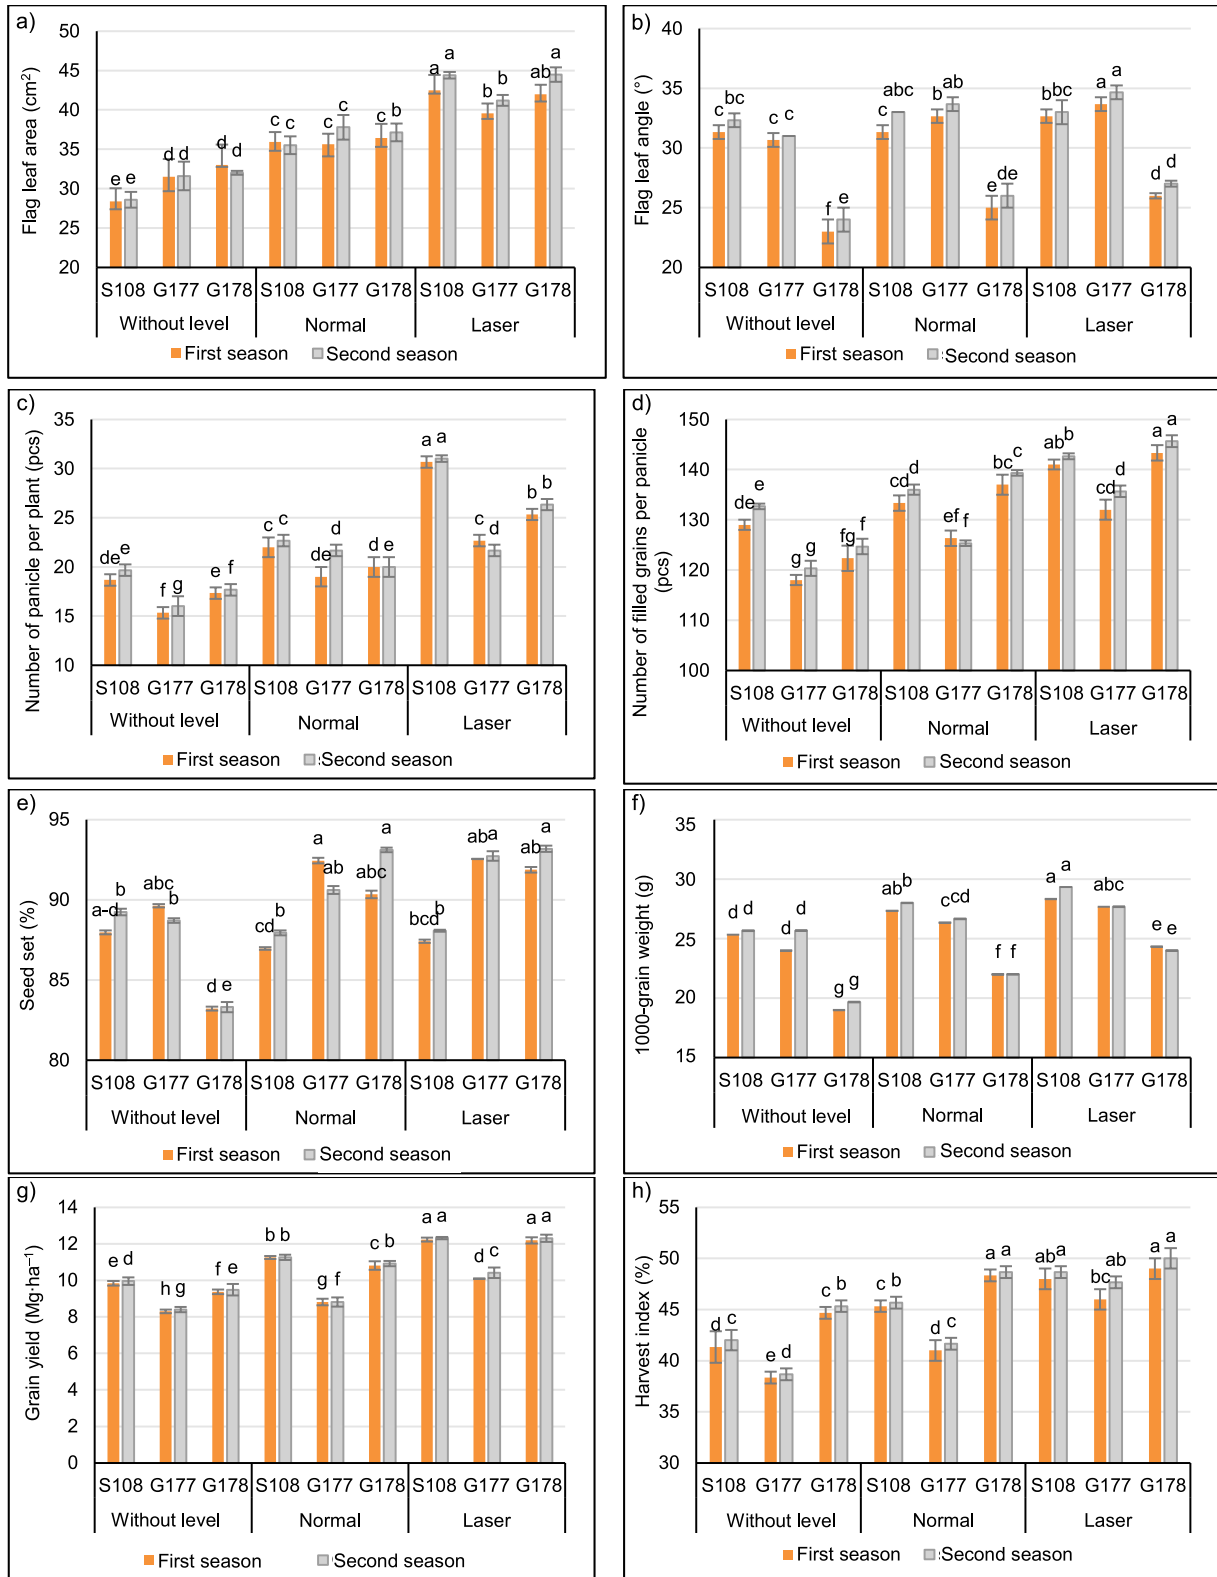 a)
Flag leaf area (cm²)
50
45
40
35
30
25
20
e e d d d d c c c c c b a a b b ab a
S108 G177 G178 S108 G177 G178 S108 G177 G178
Without level Normal Laser
First season Second season
b)
Flag leaf angle (°)
40
35
30
25
20
c bc c c f e c abc b ab e de b bc a a d d
S108 G177 G178 S108 G177 G178 S108 G177 G178
Without level Normal Laser
First season Second season
c)
Number of panicle per plant (pcs)
35
30
25
20
15
10
de e f g e f c c de d d e a a c d b b
S108 G177 G178 S108 G177 G178 S108 G177 G178
Without level Normal Laser
First season Second season
d)
Number of filled grains per panicle
(pcs)
150
140
130
120
110
100
de e g g fg f cd d ef f bc c ab b cd d a a
S108 G177 G178 S108 G177 G178 S108 G177 G178
Without level Normal Laser
First season Second season
e)
Seed set (%)
95
90
85
80
a–d b abc b d e cd b a ab abc a bcd b ab a ab a
S108 G177 G178 S108 G177 G178 S108 G177 G178
Without level Normal Laser
First season Second season
f)
1000-grain weight (g)
35
30
25
20
15
d d d d g g ab b c cd f f a a abc e e
S108 G177 G178 S108 G177 G178 S108 G177 G178
Without level Normal Laser
First season Second season
g)
Grain yield (Mg·ha⁻¹)
14
12
10
8
6
4
2
0
e d h g f e b b g f c b a a d c a a
S108 G177 G178 S108 G177 G178 S108 G177 G178
Without level Normal Laser
First season Second season
h)
Harvest index (%)
55
50
45
40
35
30
d c e d c b c b d c a a ab a bc ab a a
S108 G177 G178 S108 G177 G178 S108 G177 G178
Without level Normal Laser
First season Second season